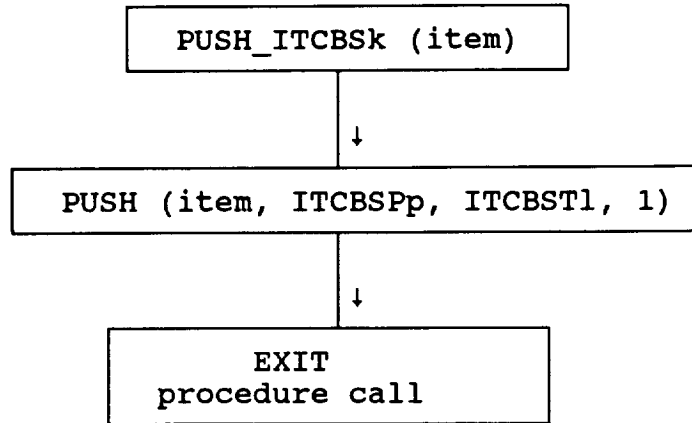 PUSH_ITCBSk (item)
↓
PUSH (item, ITCBSPp, ITCBSTl, 1)
↓
EXIT
procedure call